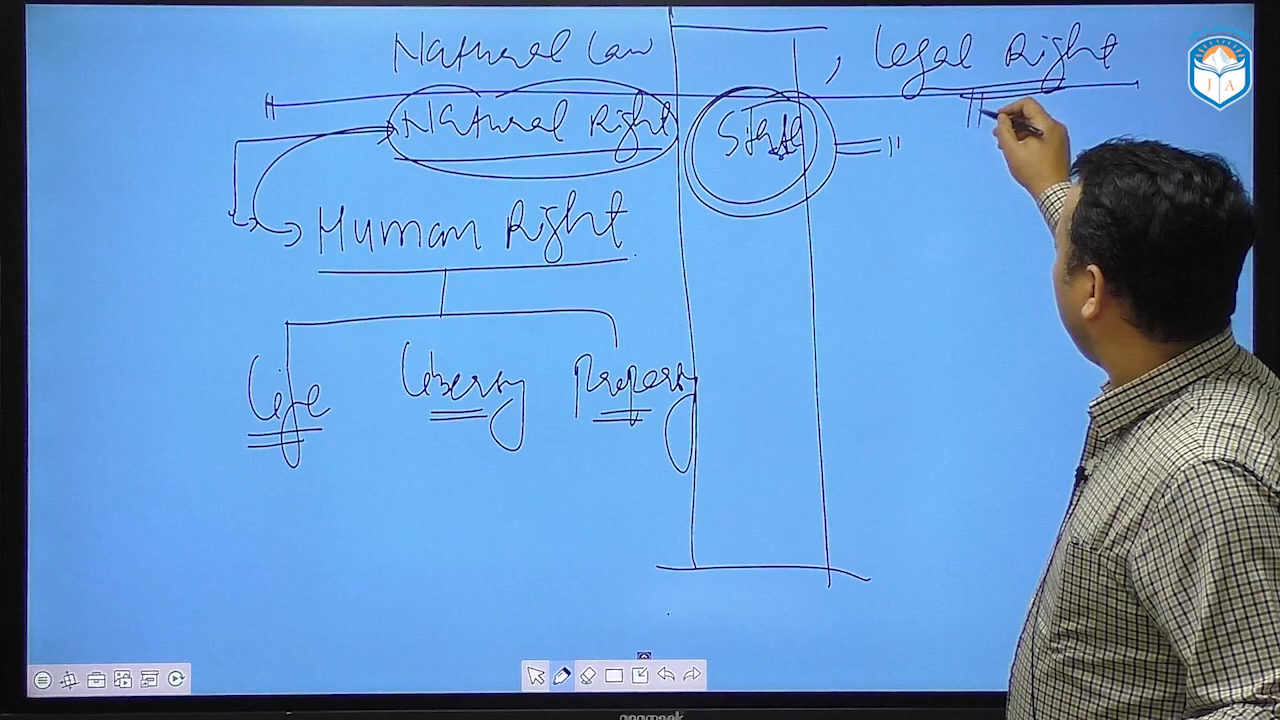 Natural Law
, Legal Right
Natural Right
State
"
Human Right
Life
Liberty
Property
J A